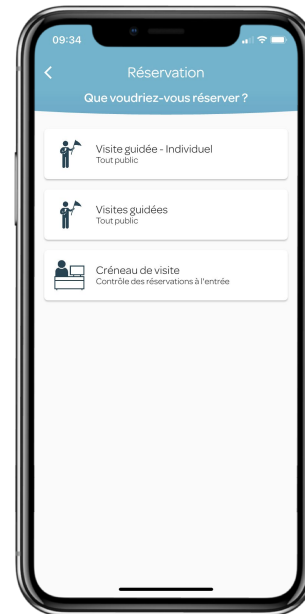 09:34
Réservation
Que voudriez-vous réserver ?
Visite guidée - Individuel
Tout public
Visites guidées
Tout public
Créneau de visite
Contrôle des réservations à l'entrée